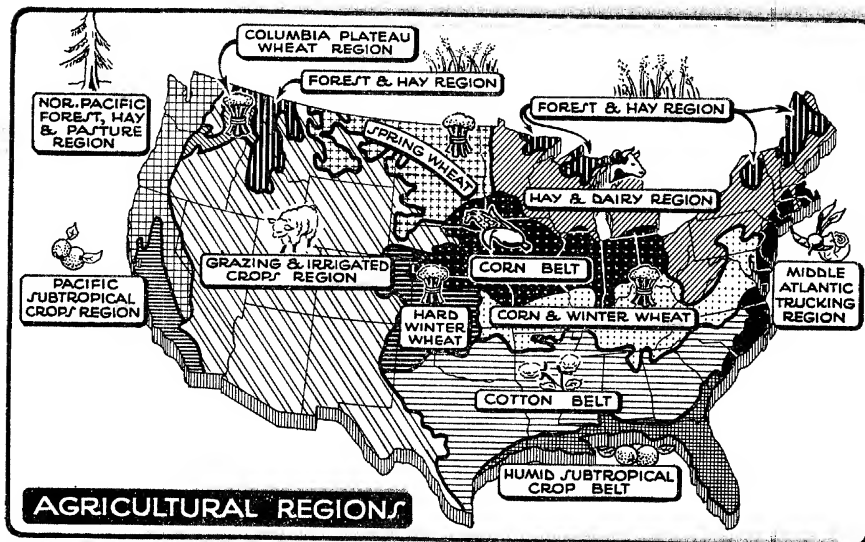 COLUMBIA PLATEAU
WHEAT REGION
FOREST & HAY REGION
NOR. PACIFIC
FOREST, HAY
& PASTURE
REGION
FOREST & HAY REGION
SPRING WHEAT
HAY & DAIRY REGION
GRAZING & IRRIGATED
CROPS REGION
CORN BELT
PACIFIC
SUBTROPICAL
CROPS REGION
HARD
WINTER
WHEAT
CORN & WINTER WHEAT
MIDDLE
ATLANTIC
TRUCKING
REGION
COTTON BELT
HUMID SUBTROPICAL
CROP BELT
AGRICULTURAL REGIONS